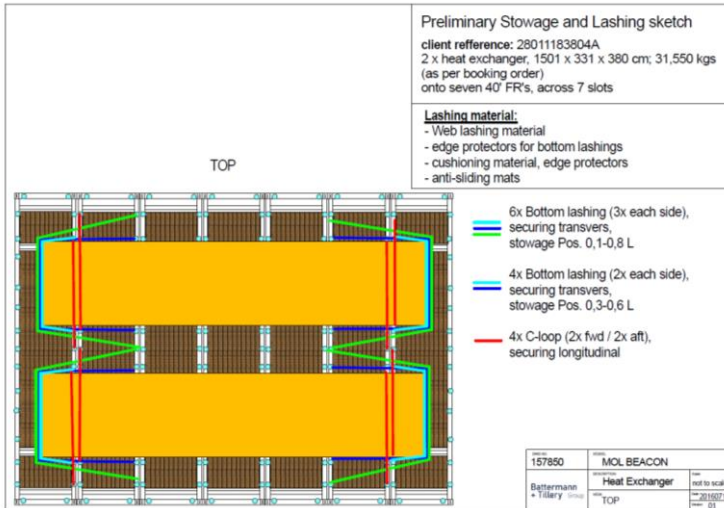 Preliminary Stowage and Lashing sketch
client refference: 28011183804A
2 x heat exchanger, 1501 x 331 x 380 cm; 31,550 kgs
(as per booking order)
onto seven 40' FR's, across 7 slots
Lashing material:
- Web lashing material
- edge protectors for bottom lashings
- cushioning material, edge protectors
- anti-sliding mats
TOP
6x Bottom lashing (3x each side),
securing transvers,
stowage Pos. 0,1-0,8 L
4x Bottom lashing (2x each side),
securing transvers,
stowage Pos. 0,3-0,6 L
4x C-loop (2x fwd / 2x aft),
securing longitudinal
157850
MOL BEACON
Battermann
+ Tillery Group
Heat Exchanger
not to scal
TOP
201607
01